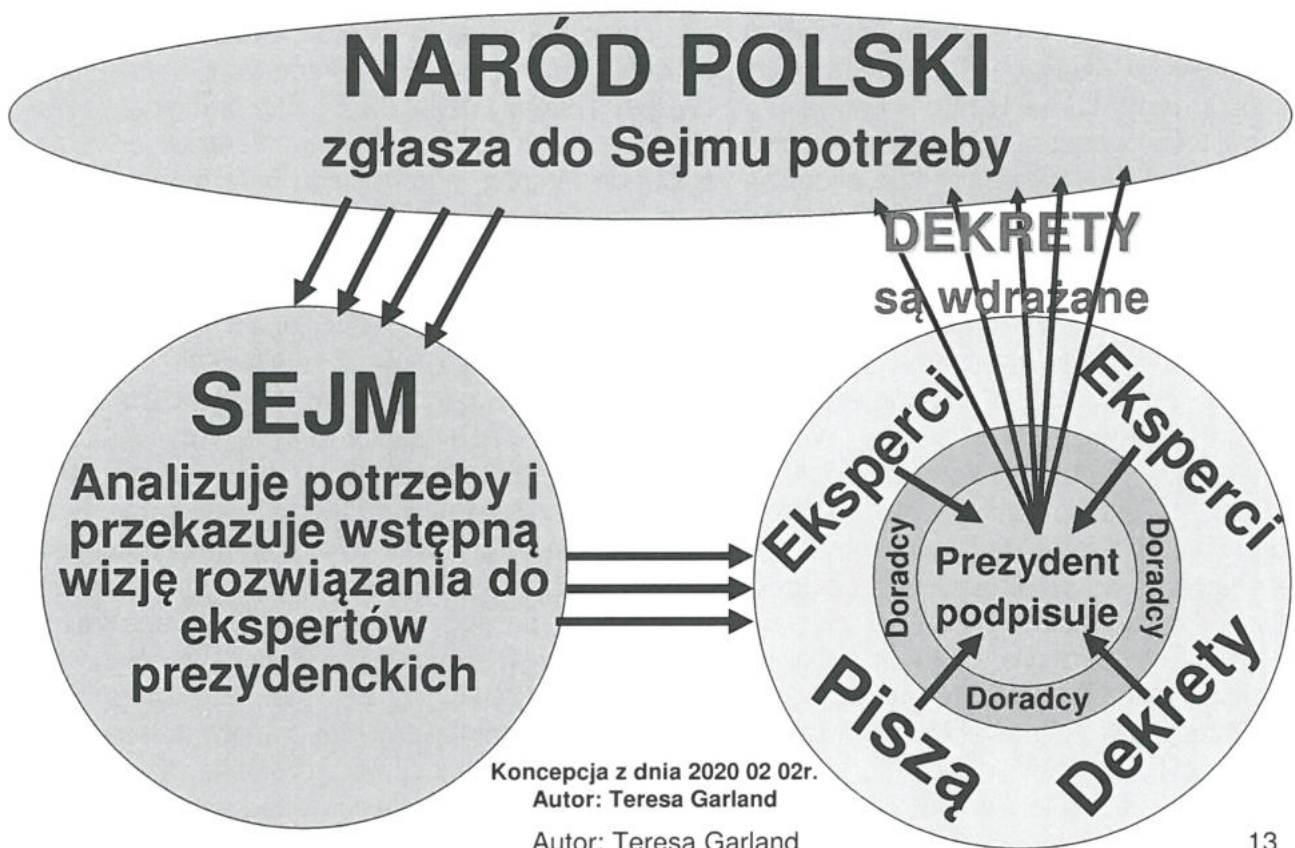 NARÓD POLSKI
zgłasza do Sejmu potrzeby
DEKRETY
są wdrażane
SEJM
Analizuje potrzeby i
przekazuje wstępną
wizję rozwiązania do
ekspertów
prezydenckich
Eksperci
Eksperci
Doradcy
Doradcy
Prezydent
podpisuje
Doradcy
Piszą
Dekrety
Koncepcja z dnia 2020 02 02r.
Autor: Teresa Garland
Autor: Teresa Garland
13